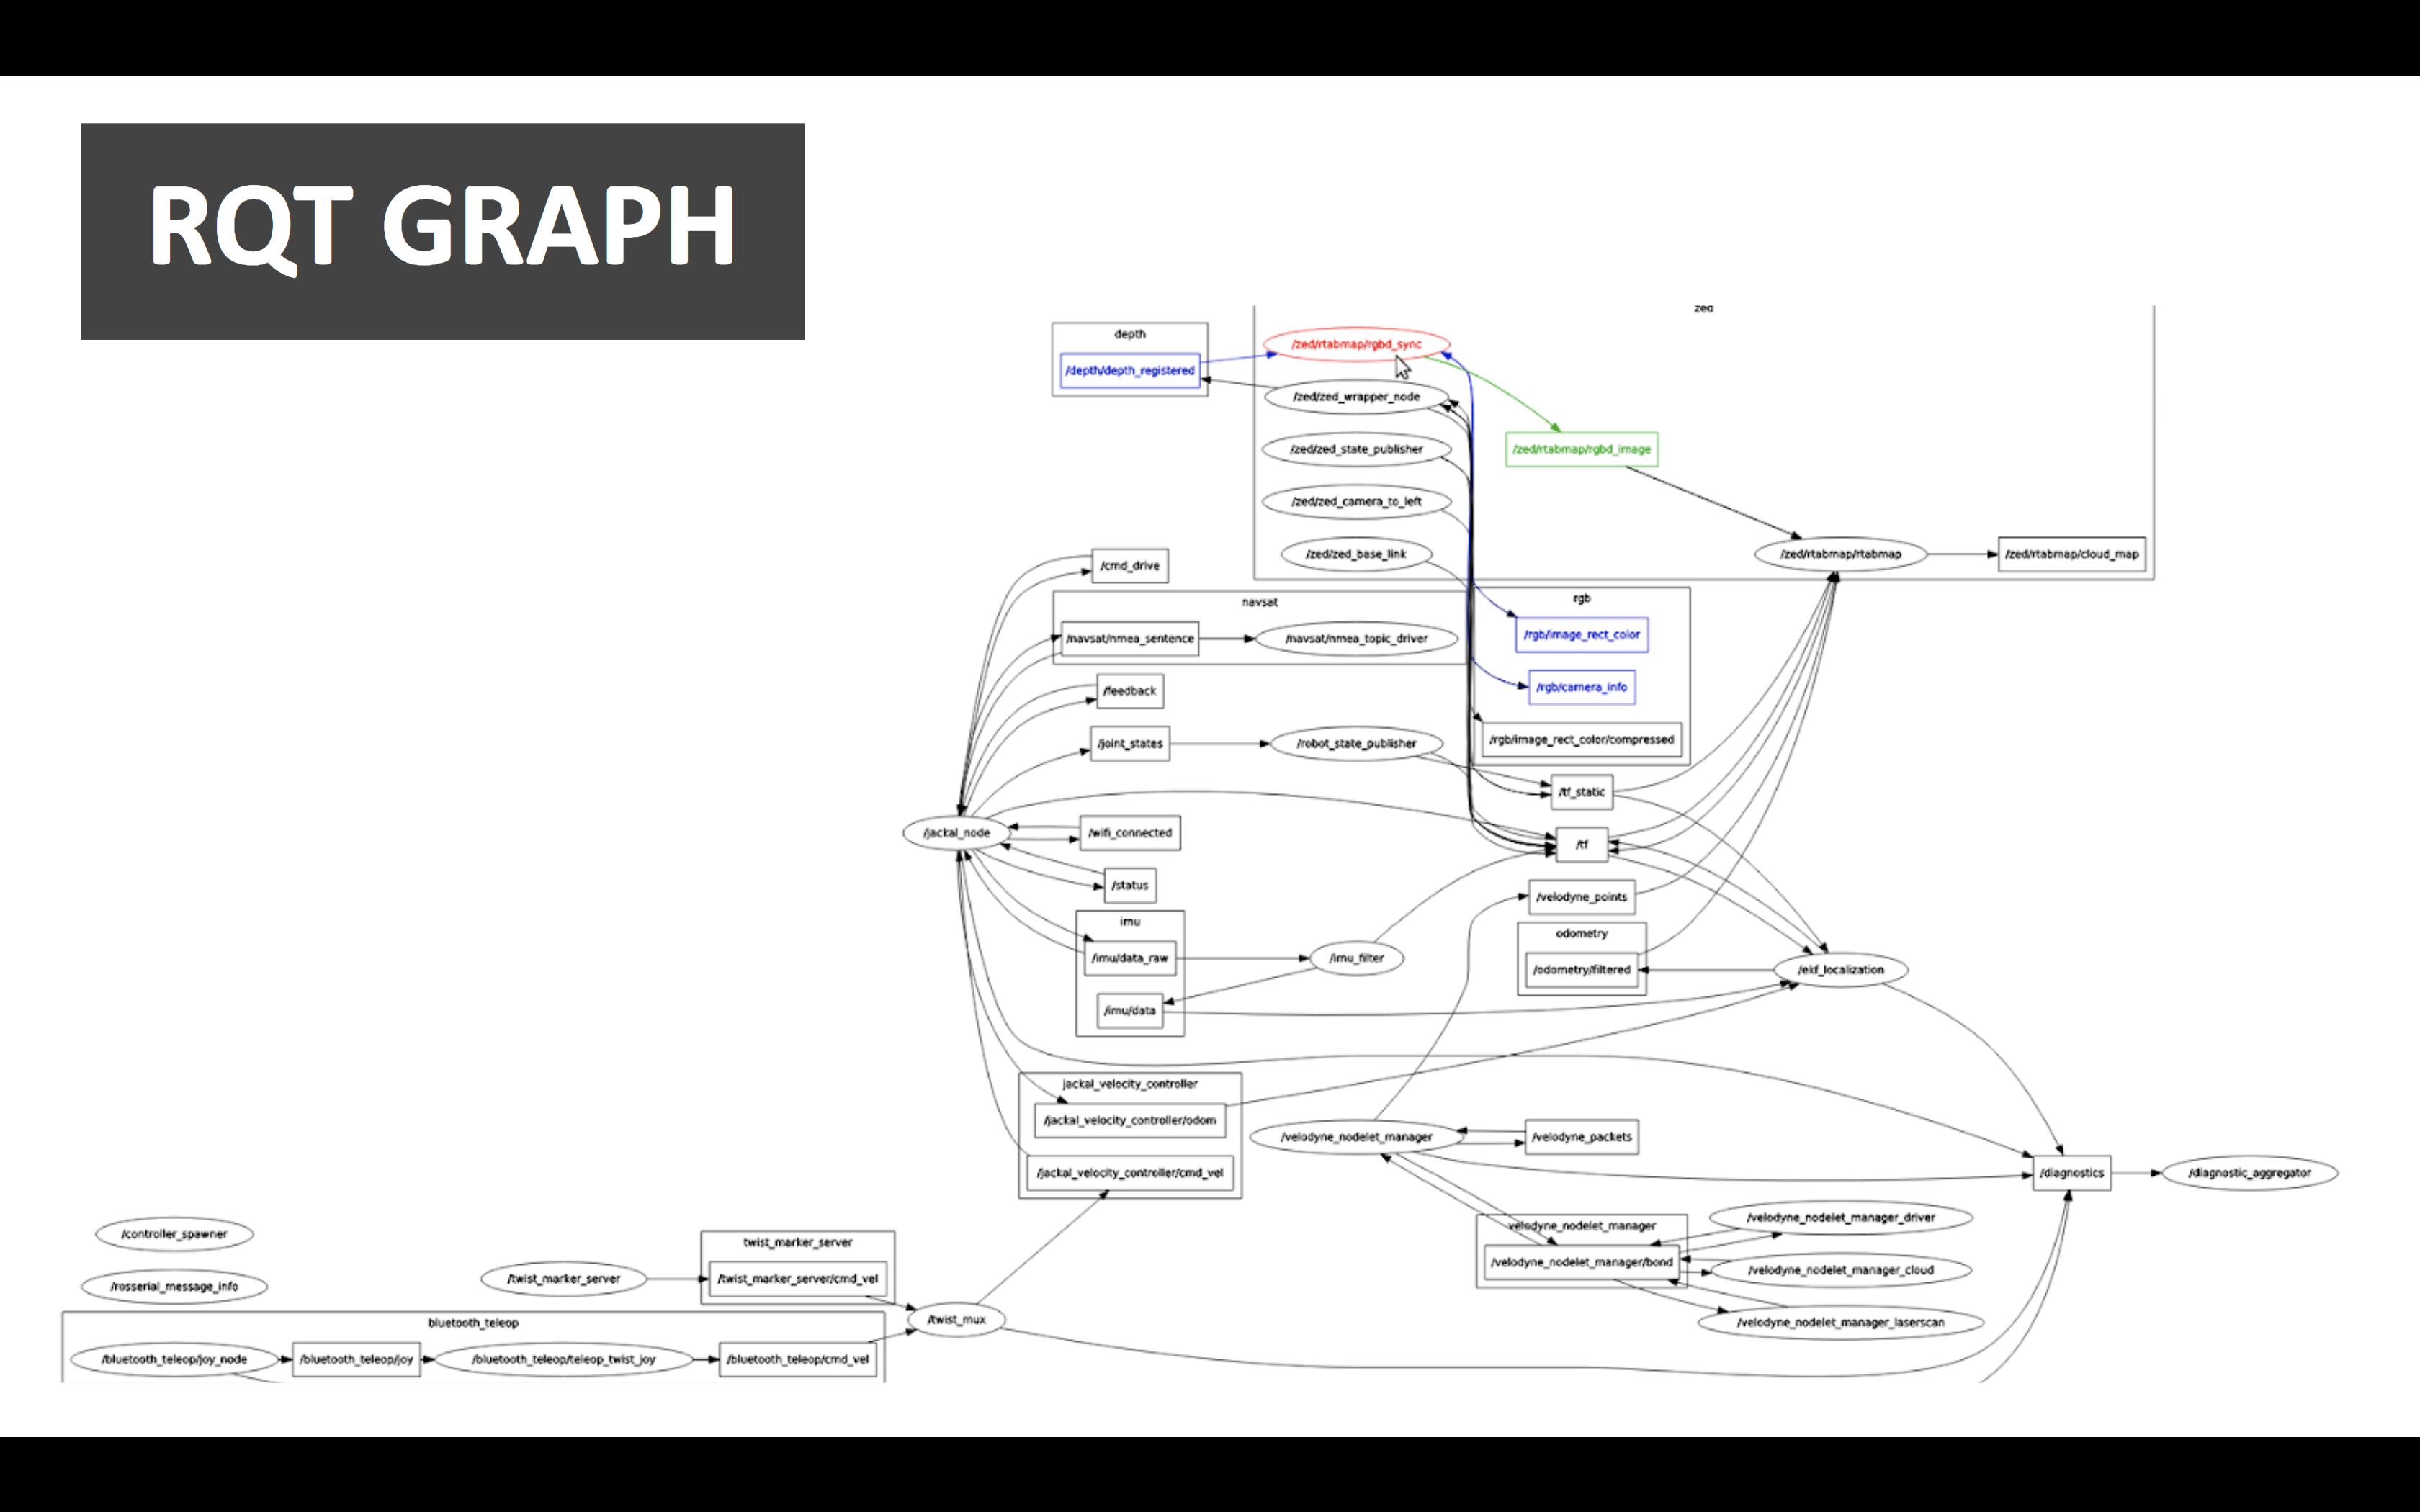 RQT GRAPH
zed
depth
/zed/rtabmap/rgbd_sync
/depth/depth_registered
/zed/zed_wrapper_node
/zed/zed_state_publisher
/zed/rtabmap/rgbd_image
/zed/zed_camera_to_left
/zed/zed_base_link
/zed/rtabmap/rtabmap
/zed/rtabmap/cloud_map
/cmd_drive
navsat
rgb
/navsat/nmea_sentence
/navsat/nmea_topic_driver
/rgb/image_rect_color
/feedback
/rgb/camera_info
/joint_states
/robot_state_publisher
/rgb/image_rect_color/compressed
/tf_static
/jackal_node
/wifi_connected
/tf
/status
/velodyne_points
imu
odometry
/imu/data_raw
/imu_filter
/odometry/filtered
/ekf_localization
/imu/data
jackal_velocity_controller
/jackal_velocity_controller/odom
/velodyne_nodelet_manager
/velodyne_packets
/jackal_velocity_controller/cmd_vel
/diagnostics
/diagnostic_aggregator
/controller_spawner
twist_marker_server
velodyne_nodelet_manager
/velodyne_nodelet_manager_driver
/rosserial_message_info
/twist_marker_server
/twist_marker_server/cmd_vel
/velodyne_nodelet_manager/bond
/velodyne_nodelet_manager_cloud
bluetooth_teleop
/twist_mux
/velodyne_nodelet_manager_laserscan
/bluetooth_teleop/joy_node
/bluetooth_teleop/joy
/bluetooth_teleop/teleop_twist_joy
/bluetooth_teleop/cmd_vel